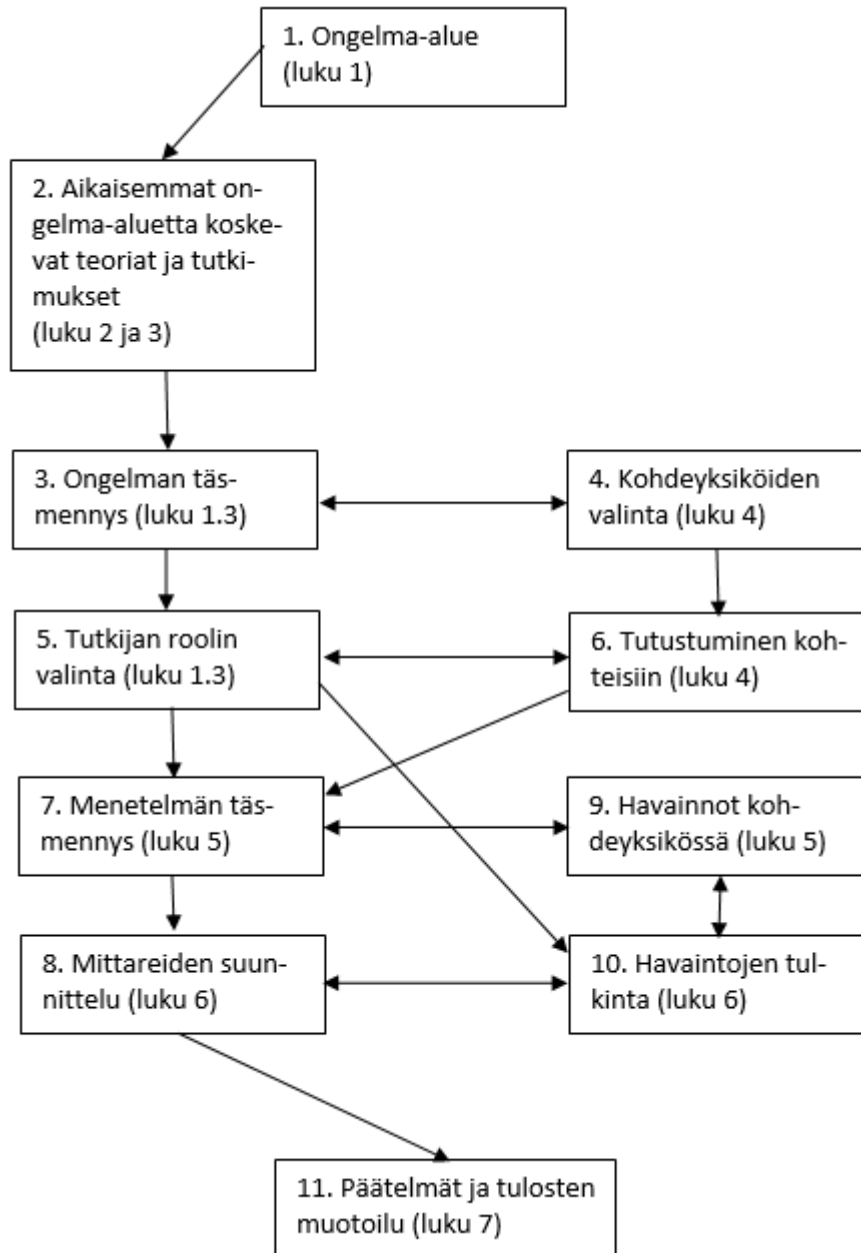 1. Ongelma-alue
(luku 1)
2. Aikaisemmat on-
gelma-aluetta koske-
vat teoriat ja tutki-
mukset
(luku 2 ja 3)
3. Ongelman täs-
mennys (luku 1.3)
4. Kohdeyksiköiden
valinta (luku 4)
5. Tutkijan roolin
valinta (luku 1.3)
6. Tutustuminen koh-
teisiin (luku 4)
7. Menetelmän täs-
mennys (luku 5)
9. Havainnot koh-
deyksikössä (luku 5)
8. Mittareiden suun-
nittelu (luku 6)
10. Havaintojen tul-
kinta (luku 6)
11. Päätelmät ja tulosten
muotoilu (luku 7)